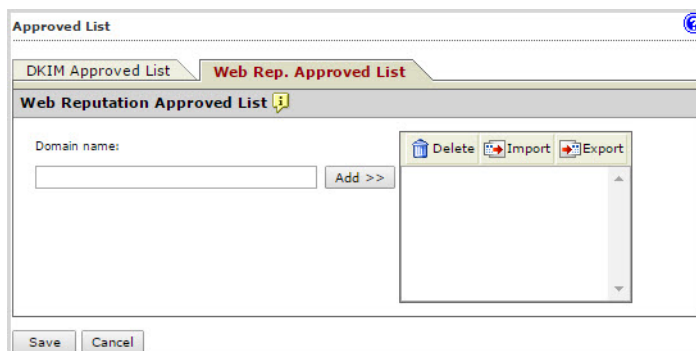 Approved List
DKIM Approved List
Web Rep. Approved List
Web Reputation Approved List
Domain name:
Delete Import Export
Add >>
Save Cancel